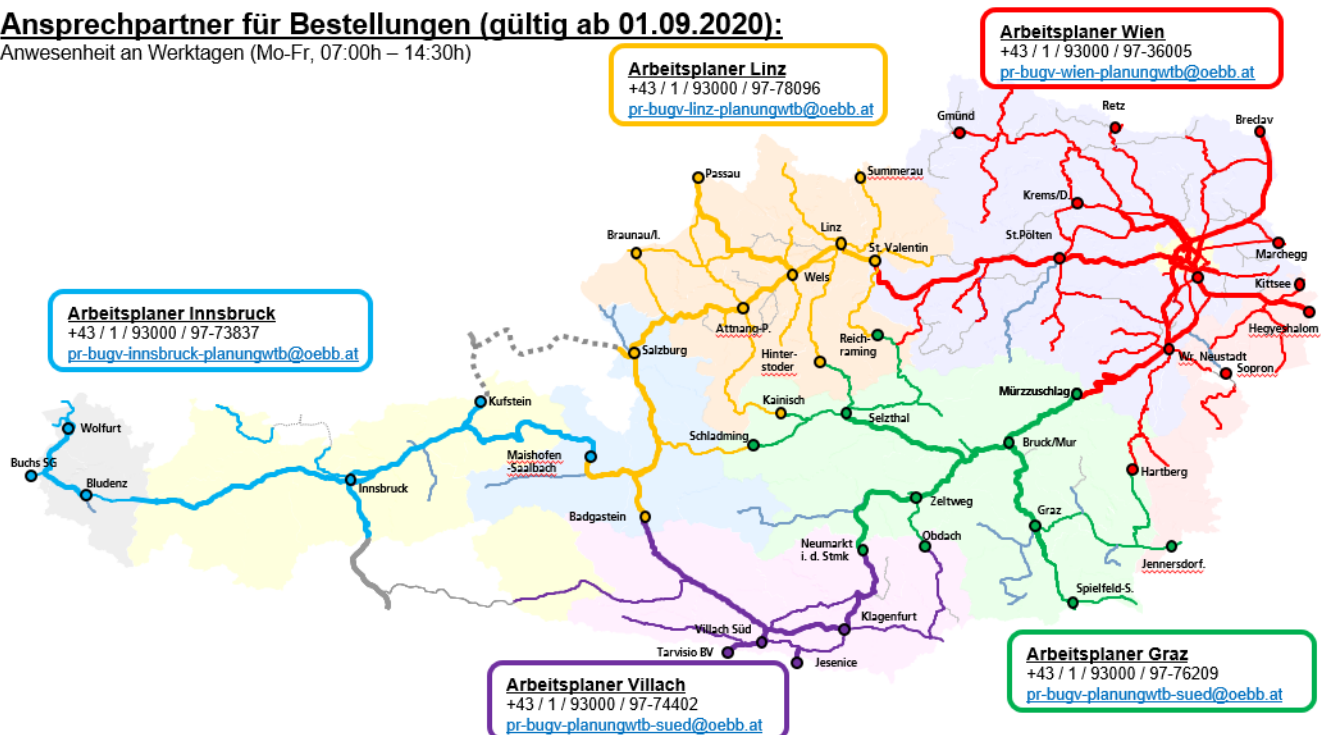 Ansprechpartner für Bestellungen (gültig ab 01.09.2020):
Anwesenheit an Werktagen (Mo-Fr, 07:00h – 14:30h)
Arbeitsplaner Wien
+43 / 1 / 93000 / 97-36005
pr-bugv-wien-planungwtb@oebb.at
Arbeitsplaner Linz
+43 / 1 / 93000 / 97-78096
pr-bugv-linz-planungwtb@oebb.at
Gmünd
Retz
Breclav
Passau
Summerau
Krems/D.
Braunau/I.
Linz
St. Valentin
St.Pölten
Marchegg
Wels
Kittsee
Arbeitsplaner Innsbruck
+43 / 1 / 93000 / 97-73837
pr-bugv-innsbruck-planungwtb@oebb.at
Attnang-P.
Hegyeshalom
Salzburg
Hinter-
stoder
Reich-
raming
Wr. Neustadt
Sopron
Kufstein
Kainisch
Selzthal
Mürzzuschlag
Wolfurt
Schladming
Bruck/Mur
Maishofen
-Saalbach
Buchs SG
Bludenz
Innsbruck
Hartberg
Zeltweg
Badgastein
Graz
Neumarkt
i. d. Stmk
Obdach
Jennersdorf.
Spielfeld-S.
Klagenfurt
Villach Süd
Tarvisio BV
Jesenice
Arbeitsplaner Villach
+43 / 1 / 93000 / 97-74402
pr-bugv-planungwtb-sued@oebb.at
Arbeitsplaner Graz
+43 / 1 / 93000 / 97-76209
pr-bugv-planungwtb-sued@oebb.at